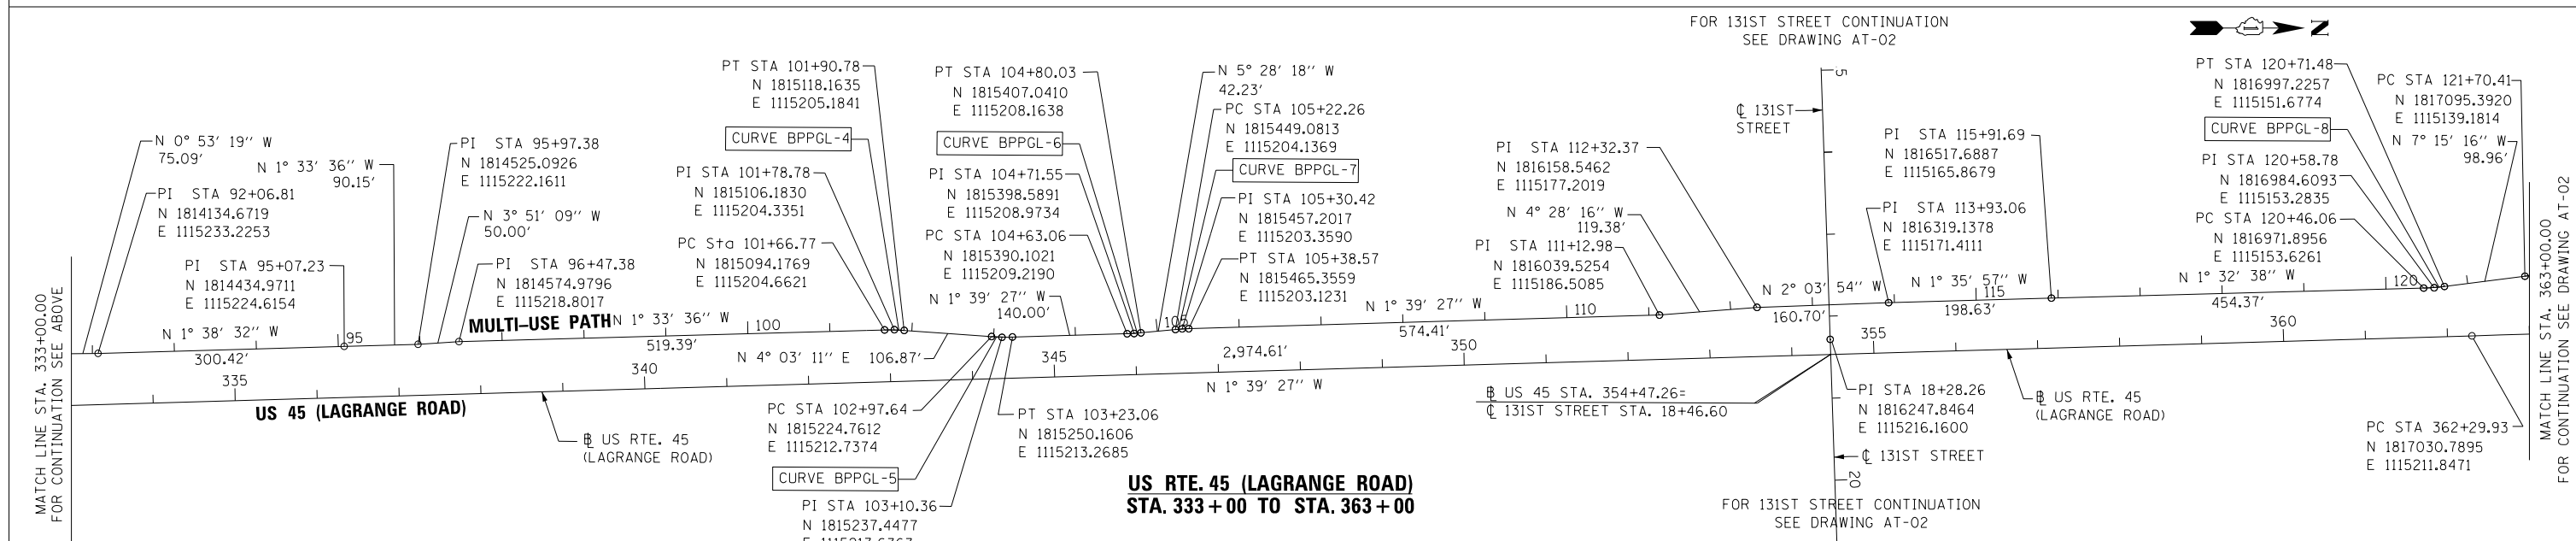 FOR 131ST STREET CONTINUATION
SEE DRAWING AT-02
N
MATCH LINE STA. 333+00.00
FOR CONTINUATION SEE ABOVE
N 0° 53′ 19″ W
75.09′
PI STA 92+06.81
N 1814134.6719
E 1115233.2253
N 1° 33′ 36″ W
90.15′
PI STA 95+07.23
N 1814434.9711
E 1115224.6154
PI STA 95+97.38
N 1814525.0926
E 1115222.1611
N 3° 51′ 09″ W
50.00′
PI STA 96+47.38
N 1814574.9796
E 1115218.8017
PT STA 101+90.78
N 1815118.1635
E 1115205.1841
CURVE BPPGL-4
PI STA 101+78.78
N 1815106.1830
E 1115204.3351
PC Sta 101+66.77
N 1815094.1769
E 1115204.6621
PT STA 104+80.03
N 1815407.0410
E 1115208.1638
CURVE BPPGL-6
PI STA 104+71.55
N 1815398.5891
E 1115208.9734
PC STA 104+63.06
N 1815390.1021
E 1115209.2190
N 1° 39′ 27″ W
140.00′
N 5° 28′ 18″ W
42.23′
PC STA 105+22.26
N 1815449.0813
E 1115204.1369
CURVE BPPGL-7
PI STA 105+30.42
N 1815457.2017
E 1115203.3590
PT STA 105+38.57
N 1815465.3559
E 1115203.1231
PI STA 112+32.37
N 1816158.5462
E 1115177.2019
N 4° 28′ 16″ W
119.38′
PI STA 111+12.98
N 1816039.5254
E 1115186.5085
5
℄ 131ST
STREET
PI STA 115+91.69
N 1816517.6887
E 1115165.8679
PI STA 113+93.06
N 1816319.1378
E 1115171.4111
PT STA 120+71.48
N 1816997.2257
E 1115151.6774
CURVE BPPGL-8
PI STA 120+58.78
N 1816984.6093
E 1115153.2835
PC STA 120+46.06
N 1816971.8956
E 1115153.6261
PC STA 121+70.41
N 1817095.3920
E 1115139.1814
N 7° 15′ 16″ W
98.96′
MATCH LINE STA. 363+00.00
FOR CONTINUATION SEE DRAWING AT-02
N 1° 38′ 32″ W
300.42′
95
MULTI-USE PATH
N 1° 33′ 36″ W
519.39′
100
N 4° 03′ 11″ E 106.87′
N 1° 39′ 27″ W
574.41′
110
N 2° 03′ 54″ W
160.70′
N 1° 35′ 57″ W
198.63′
115
N 1° 32′ 38″ W
454.37′
120
335
340
345
2,974.61′
N 1° 39′ 27″ W
350
355
360
US 45 (LAGRANGE ROAD)
℄ US RTE. 45
(LAGRANGE ROAD)
PC STA 102+97.64
N 1815224.7612
E 1115212.7374
CURVE BPPGL-5
PI STA 103+10.36
N 1815237.4477
PT STA 103+23.06
N 1815250.1606
E 1115213.2685
US RTE. 45 (LAGRANGE ROAD)
STA. 333+00 TO STA. 363+00
US 45 STA. 354+47.26=
℄ 131ST STREET STA. 18+46.60
PI STA 18+28.26
N 1816247.8464
E 1115216.1600
℄ 131ST STREET
20
FOR 131ST STREET CONTINUATION
SEE DRAWING AT-02
US RTE. 45
(LAGRANGE ROAD)
PC STA 362+29.93
N 1817030.7895
E 1115211.8471